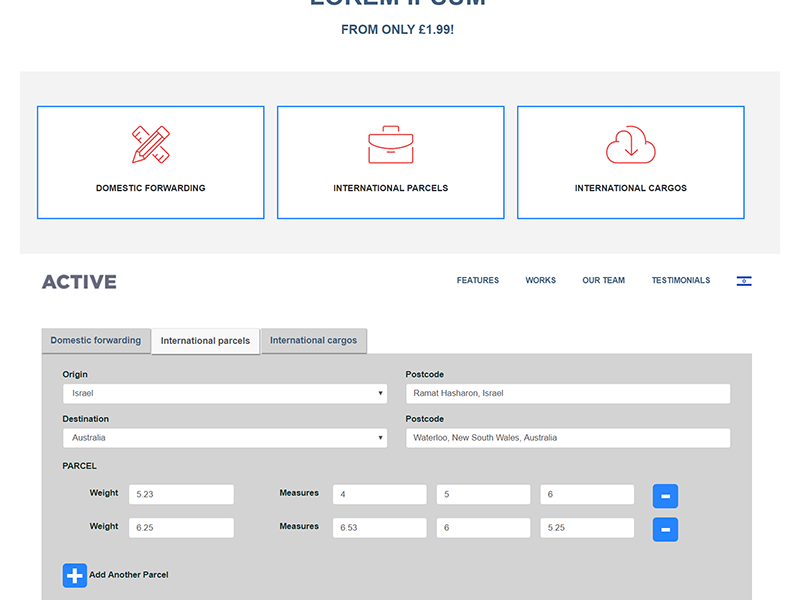 LOREM IPSUM
FROM ONLY £1.99!
DOMESTIC FORWARDING
INTERNATIONAL PARCELS
INTERNATIONAL CARGOS
ACTIVE
FEATURES WORKS OUR TEAM TESTIMONIALS
Domestic forwarding International parcels International cargos
Origin Postcode
Israel Ramat Hasharon, Israel
Destination Postcode
Australia Waterloo, New South Wales, Australia
PARCEL
Weight 5.23 Measures 4 5 6
Weight 6.25 Measures 6.53 6 5.25
Add Another Parcel